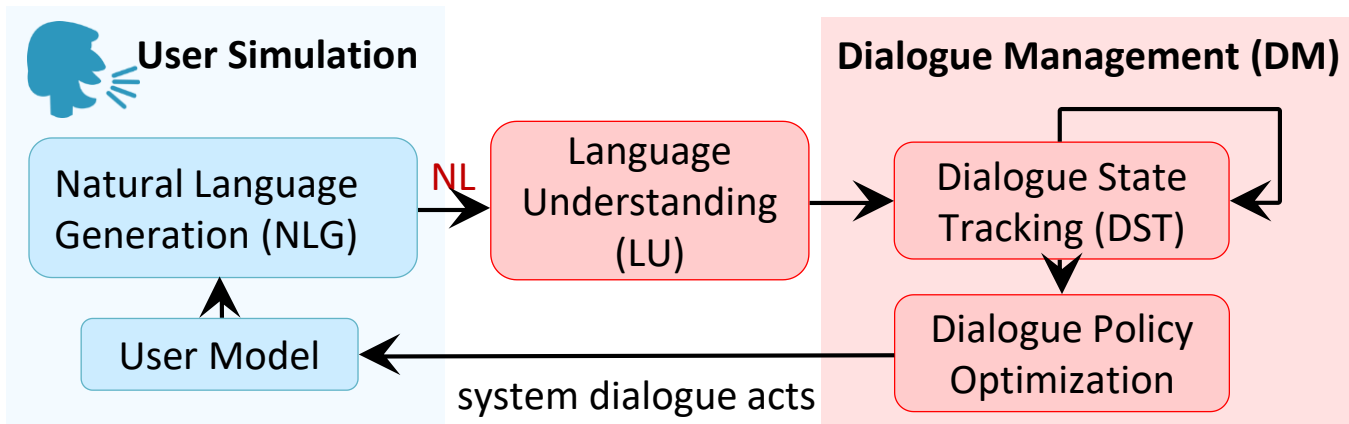 User Simulation
Dialogue Management (DM)
Natural Language
Generation (NLG)
NL
Language
Understanding
(LU)
Dialogue State
Tracking (DST)
User Model
system dialogue acts
Dialogue Policy
Optimization